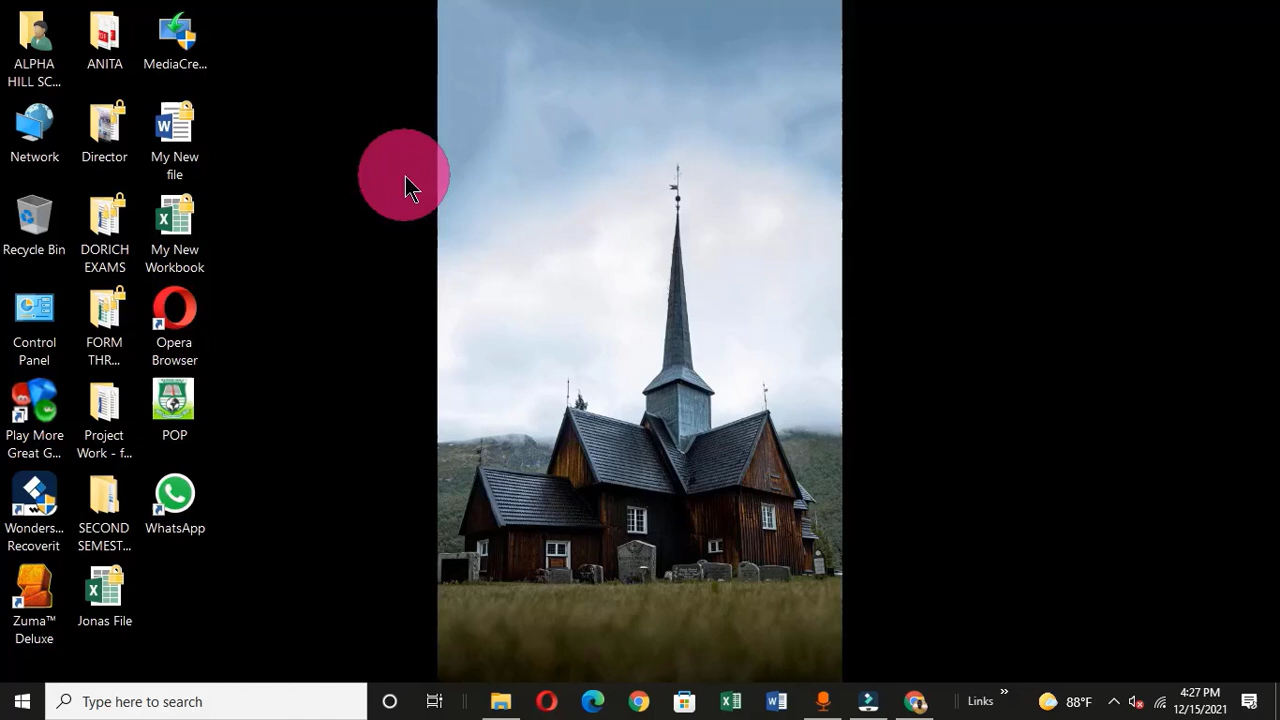 ALPHA
HILL SC...
ANITA
MediaCre...
Network
Director
My New
file
Recycle Bin
DORICH
EXAMS
My New
Workbook
Control
Panel
FORM
THR...
Opera
Browser
Play More
Great G...
Project
Work - f...
POP
Wonders...
Recoverit
SECOND
SEMEST...
WhatsApp
Zuma™
Deluxe
Jonas File
Type here to search
Links
88°F
4:27 PM
12/15/2021